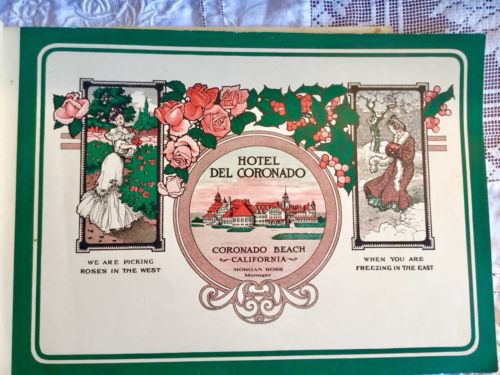 HOTEL
DEL CORONADO
CORONADO BEACH
CALIFORNIA
MORGAN ROSS
Manager
WE ARE PICKING
ROSES IN THE WEST
WHEN YOU ARE
FREEZING IN THE EAST